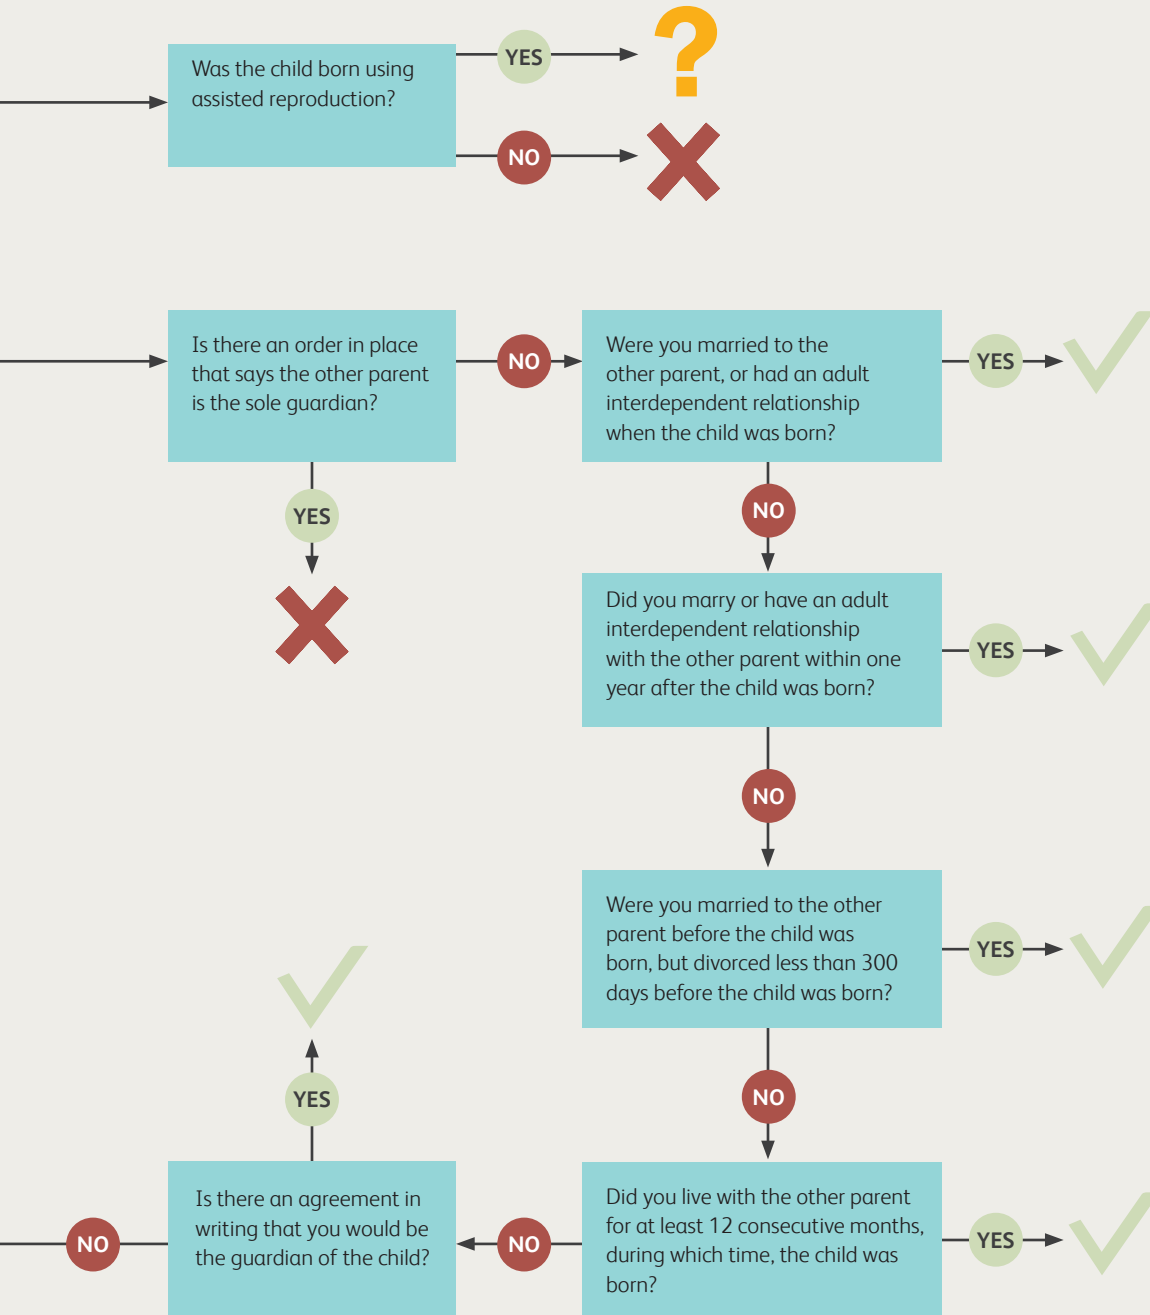 Was the child born using
assisted reproduction?
YES
?
NO
Is there an order in place
that says the other parent
is the sole guardian?
NO
YES
Were you married to the
other parent, or had an adult
interdependent relationship
when the child was born?
YES
NO
Did you marry or have an adult
interdependent relationship
with the other parent within one
year after the child was born?
YES
NO
Were you married to the other
parent before the child was
born, but divorced less than 300
days before the child was born?
YES
NO
Did you live with the other parent
for at least 12 consecutive months,
during which time, the child was
born?
YES
NO
Is there an agreement in
writing that you would be
the guardian of the child?
YES
NO